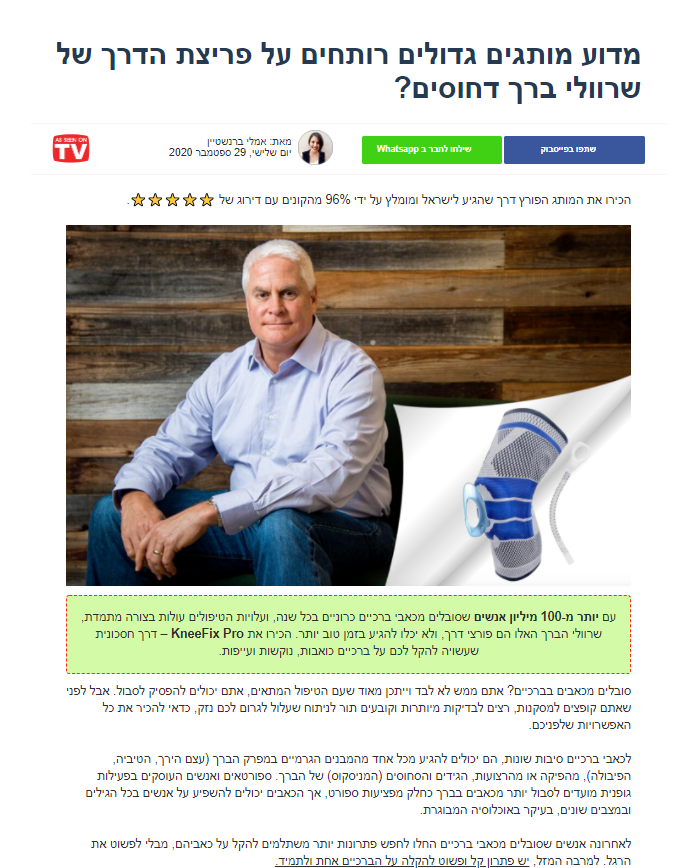 מדוע מותגים גדולים רותחים על פריצת הדרך של
שרוולי ברך דחוסים?
AS SEEN ON
TV
מאת: אמלי ברנשטיין
יום שלישי, 29 ספטמבר 2020
שילחו לחבר ב Whatsapp
שתפו בפייסבוק
הכירו את המותג הפורץ דרך שהגיע לישראל ומומלץ על ידי 96% מהקונים עם דירוג של ⭐⭐⭐⭐⭐.
עם יותר מ-100 מיליון אנשים שסובלים מכאבי ברכיים כרוניים בכל שנה, ועלויות הטיפולים עולות בצורה מתמדת,
שרוולי הברך האלו הם פורצי דרך, ולא יכלו להגיע בזמן טוב יותר. הכירו את KneeFix Pro – דרך חסכונית
שעשויה להקל לכם על ברכיים כואבות, נוקשות ועייפות.
סובלים מכאבים בברכיים? אתם ממש לא לבד וייתכן מאוד שעם הטיפול המתאים, אתם יכולים להפסיק לסבול. אבל לפני
שאתם קופצים למסקנות, רצים לבדיקות מיותרות וקובעים תור לניתוח שעלול לגרום לכם נזק, כדאי להכיר את כל
האפשרויות שלפניכם.
לכאבי ברכיים סיבות שונות, הם יכולים להגיע מכל אחד מהמבנים הגרמיים במפרק הברך (עצם הירך, הטיביה,
הפיבולה), מהפיקה או מהרצועות, הגידים והסחוסים (המניסקוס) של הברך. ספורטאים ואנשים העוסקים בפעילות
גופנית מועדים לסבול יותר מכאבים בברך כחלק מפציעות ספורט, אך הכאבים יכולים להשפיע על אנשים בכל הגילים
ובמצבים שונים, בעיקר באוכלוסיה המבוגרת.
לאחרונה אנשים שסובלים מכאבי ברכיים החלו לחפש פתרונות יותר משתלמים להקל על כאביהם, מבלי לפשוט את
הרגל. למרבה המזל, יש פתרון קל ופשוט להקלה על הברכיים אחת ולתמיד.